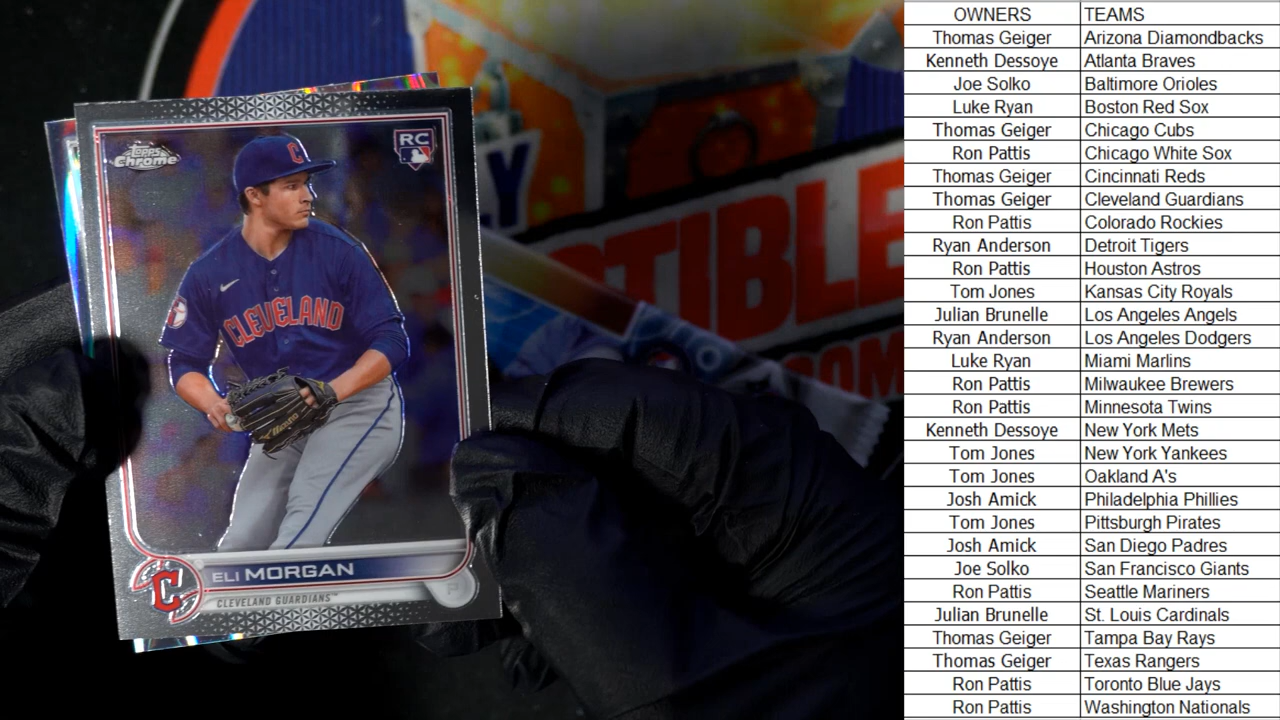 Topps
Chrome
RC
C
CLEVELAND
C
ELI MORGAN
P
CLEVELAND GUARDIANS™
TIBLE
OM
OWNERS TEAMS
Thomas Geiger Arizona Diamondbacks
Kenneth Dessoye Atlanta Braves
Joe Solko Baltimore Orioles
Luke Ryan Boston Red Sox
Thomas Geiger Chicago Cubs
Ron Pattis Chicago White Sox
Thomas Geiger Cincinnati Reds
Thomas Geiger Cleveland Guardians
Ron Pattis Colorado Rockies
Ryan Anderson Detroit Tigers
Ron Pattis Houston Astros
Tom Jones Kansas City Royals
Julian Brunelle Los Angeles Angels
Ryan Anderson Los Angeles Dodgers
Luke Ryan Miami Marlins
Ron Pattis Milwaukee Brewers
Ron Pattis Minnesota Twins
Kenneth Dessoye New York Mets
Tom Jones New York Yankees
Tom Jones Oakland A's
Josh Amick Philadelphia Phillies
Tom Jones Pittsburgh Pirates
Josh Amick San Diego Padres
Joe Solko San Francisco Giants
Ron Pattis Seattle Mariners
Julian Brunelle St. Louis Cardinals
Thomas Geiger Tampa Bay Rays
Thomas Geiger Texas Rangers
Ron Pattis Toronto Blue Jays
Ron Pattis Washington Nationals